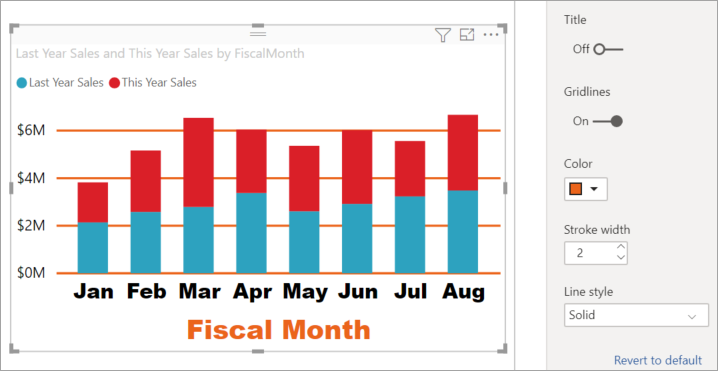 Last Year Sales and This Year Sales by FiscalMonth
Last Year Sales This Year Sales
$6M
$4M
$2M
$0M
Jan Feb Mar Apr May Jun Jul Aug
Fiscal Month
Title
Off
Gridlines
On
Color
Stroke width
2
Line style
Solid
Revert to default